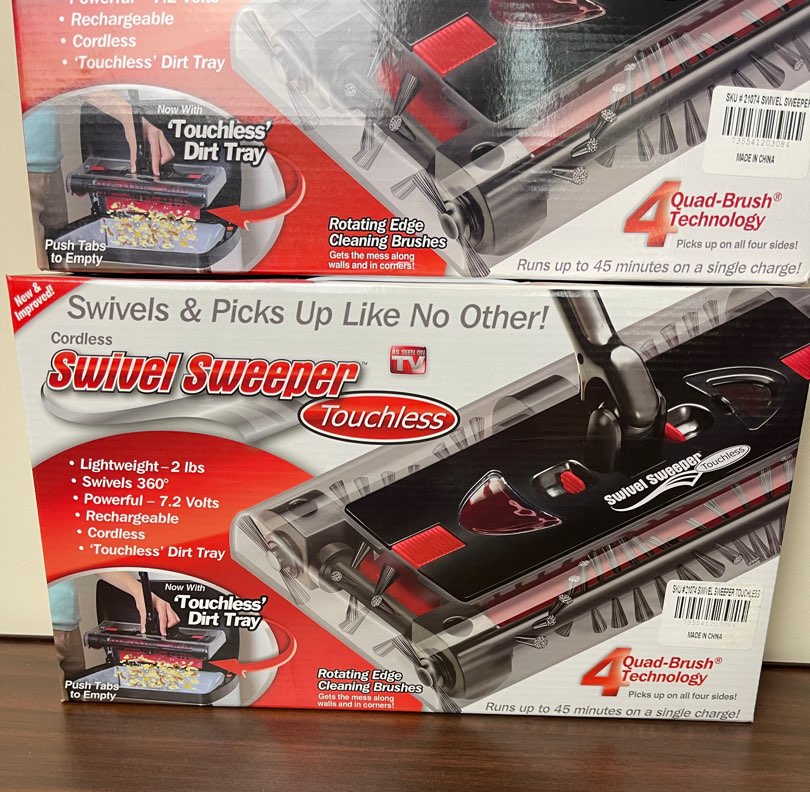 Powerful – 7.2 Volts
• Rechargeable
• Cordless
• 'Touchless' Dirt Tray
Now With
'Touchless'
Dirt Tray
Push Tabs
to Empty
Rotating Edge
Cleaning Brushes
Gets the mess along
walls and in corners!
SKU # 21074 SWIVEL SWEEPER
735541203084
MADE IN CHINA
4 Quad-Brush®
Technology
Picks up on all four sides!
Runs up to 45 minutes on a single charge!
New &
Improved!
Swivels & Picks Up Like No Other!
Cordless
Swivel Sweeper™
Touchless
AS SEEN ON
TV
• Lightweight – 2 lbs
• Swivels 360°
• Powerful – 7.2 Volts
• Rechargeable
• Cordless
• 'Touchless' Dirt Tray
Swivel Sweeper
Touchless
Now With
'Touchless'
Dirt Tray
Push Tabs
to Empty
Rotating Edge
Cleaning Brushes
Gets the mess along
walls and in corners!
SKU # 21074 SWIVEL SWEEPER TOUCHLESS
MADE IN CHINA
4 Quad-Brush®
Technology
Picks up on all four sides!
Runs up to 45 minutes on a single charge!